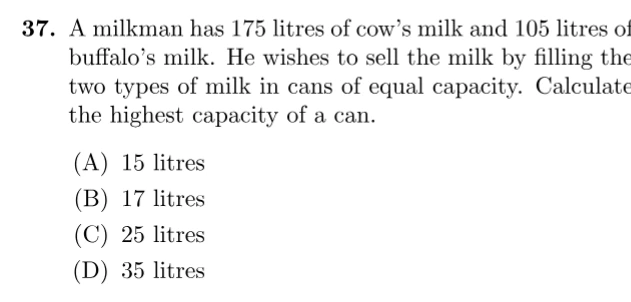 37. A milkman has 175 litres of cow's milk and 105 litres of
buffalo's milk. He wishes to sell the milk by filling the
two types of milk in cans of equal capacity. Calculate
the highest capacity of a can.
(A) 15 litres
(B) 17 litres
(C) 25 litres
(D) 35 litres